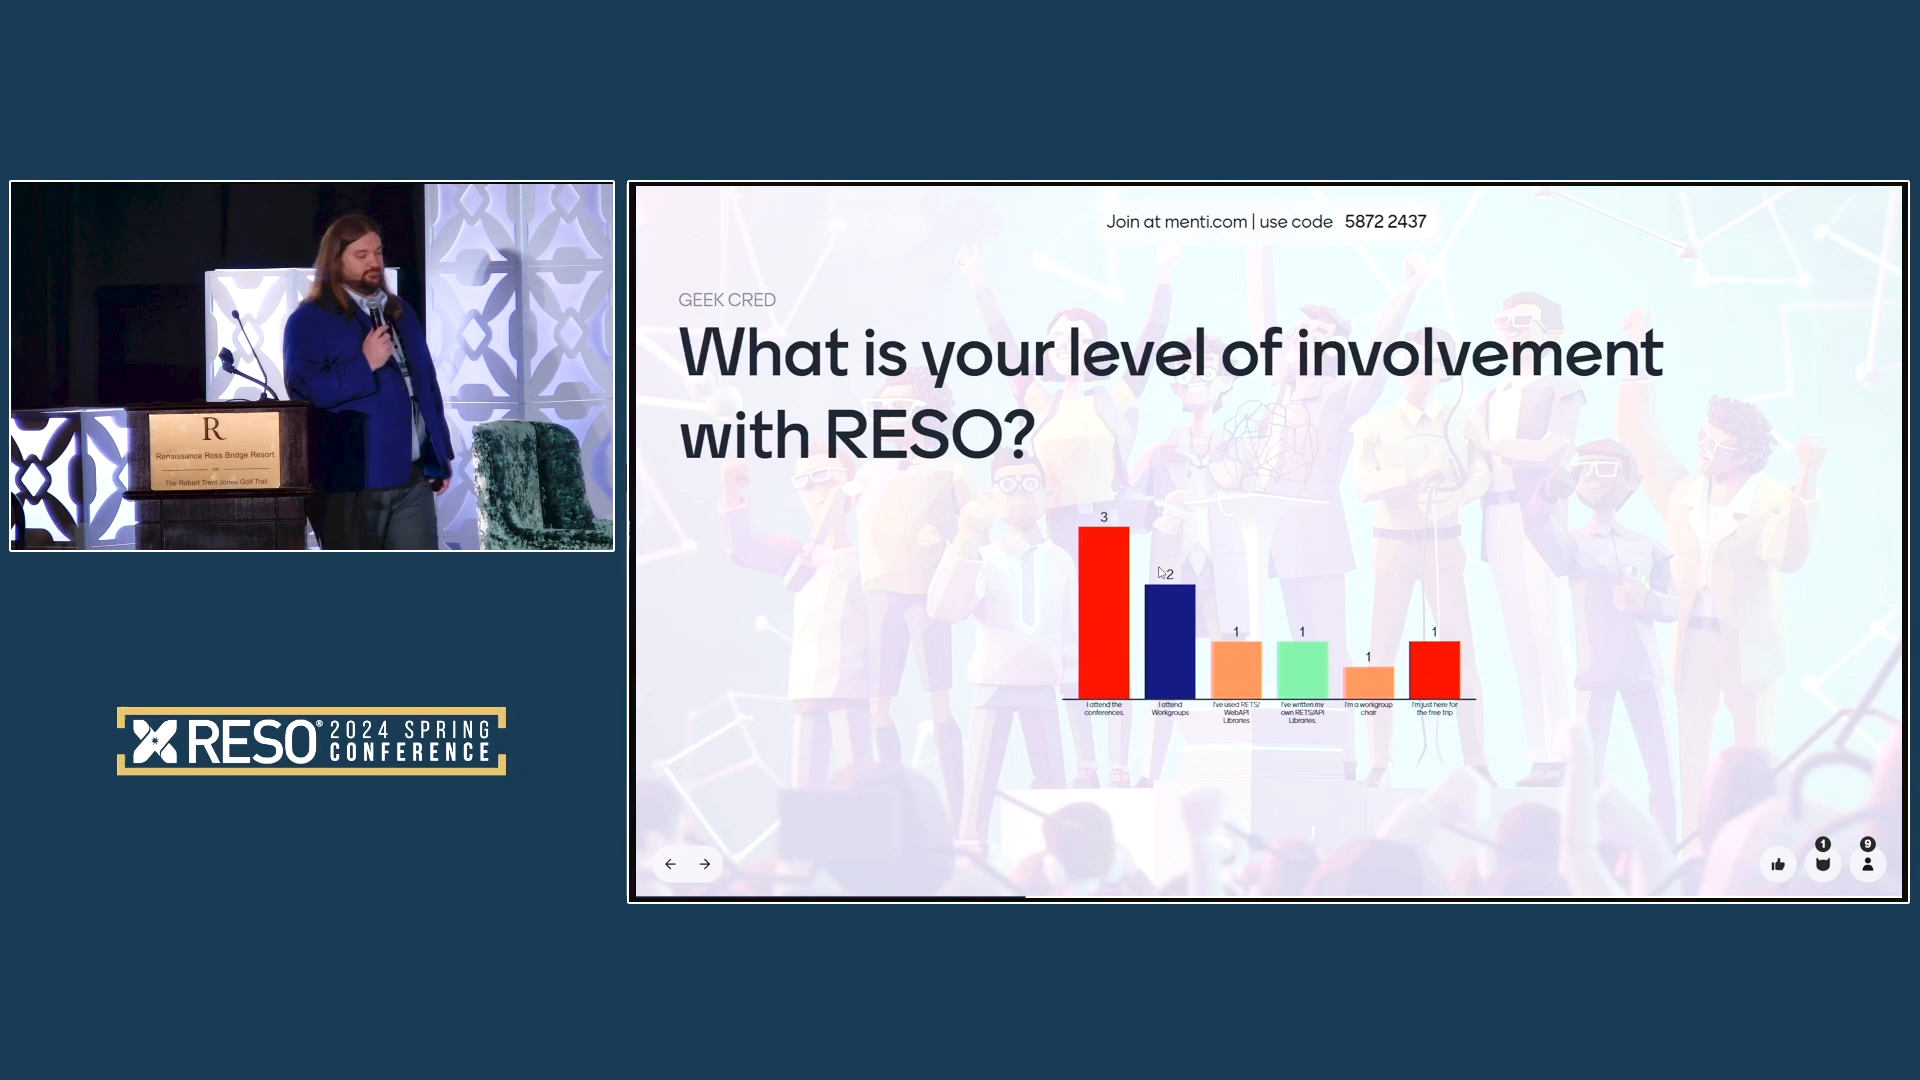 R
Renaissance Ross Bridge Resort
on
The Robert Trent Jones Golf Trail
RESO® 2024 SPRING
CONFERENCE
Join at menti.com | use code 5872 2437
GEEK CRED
What is your level of involvement
with RESO?
3
2
1
1
1
1
I attend the
conferences.
I attend
Workgroups
I've used RETS/
WebAPI
Libraries
I've written my
own RETS/API
Libraries.
I'm a workgroup
chair
I'm just here for
the free trip
1
9